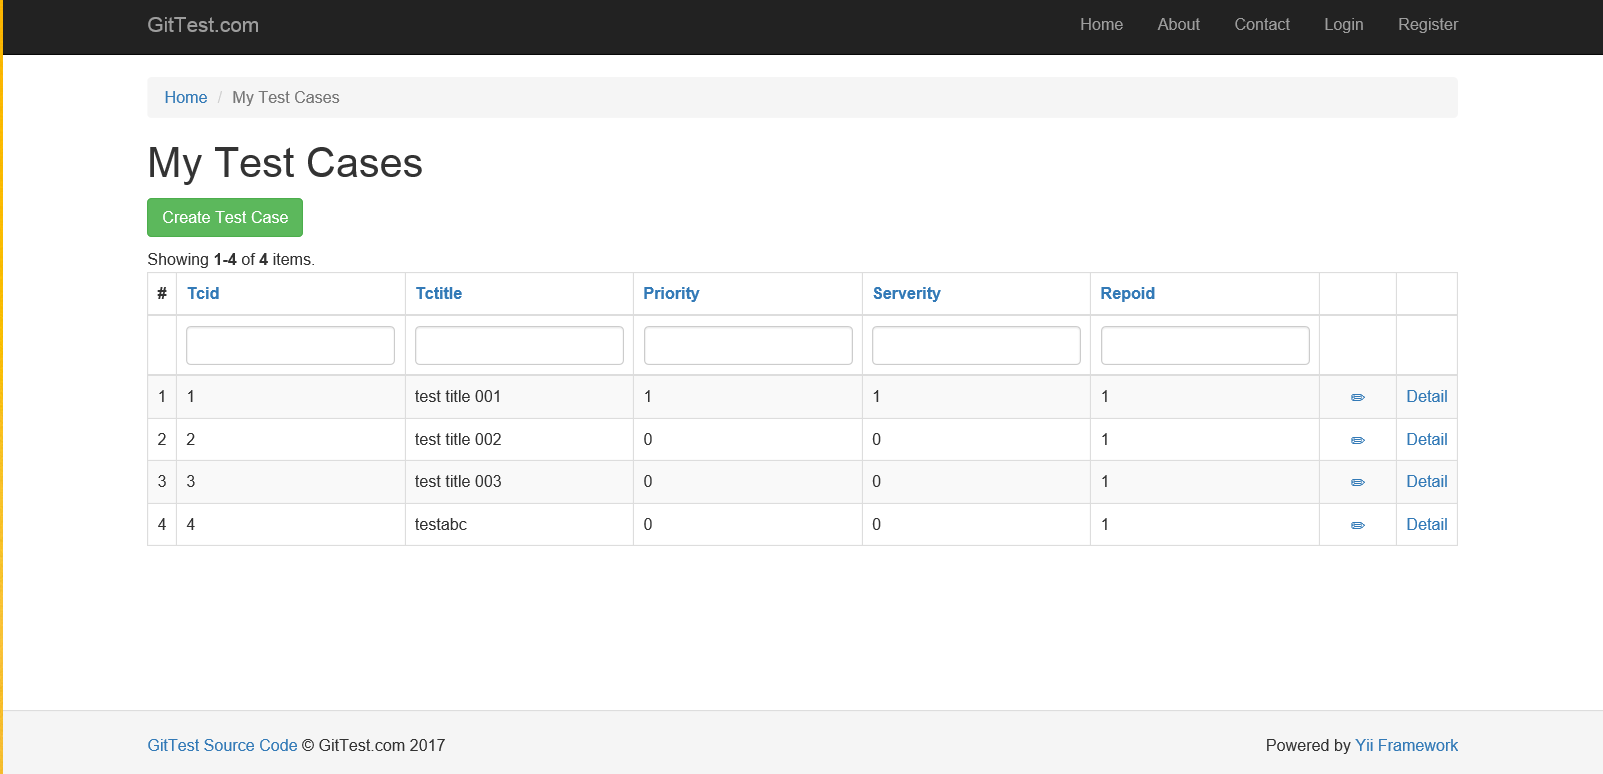 GitTest.com Home About Contact Login Register
Home / My Test Cases
My Test Cases
Create Test Case
Showing 1-4 of 4 items.
# Tcid Tctitle Priority Serverity Repoid
1 1 test title 001 1 1 1 Detail
2 2 test title 002 0 0 1 Detail
3 3 test title 003 0 0 1 Detail
4 4 testabc 0 0 1 Detail
GitTest Source Code © GitTest.com 2017 Powered by Yii Framework